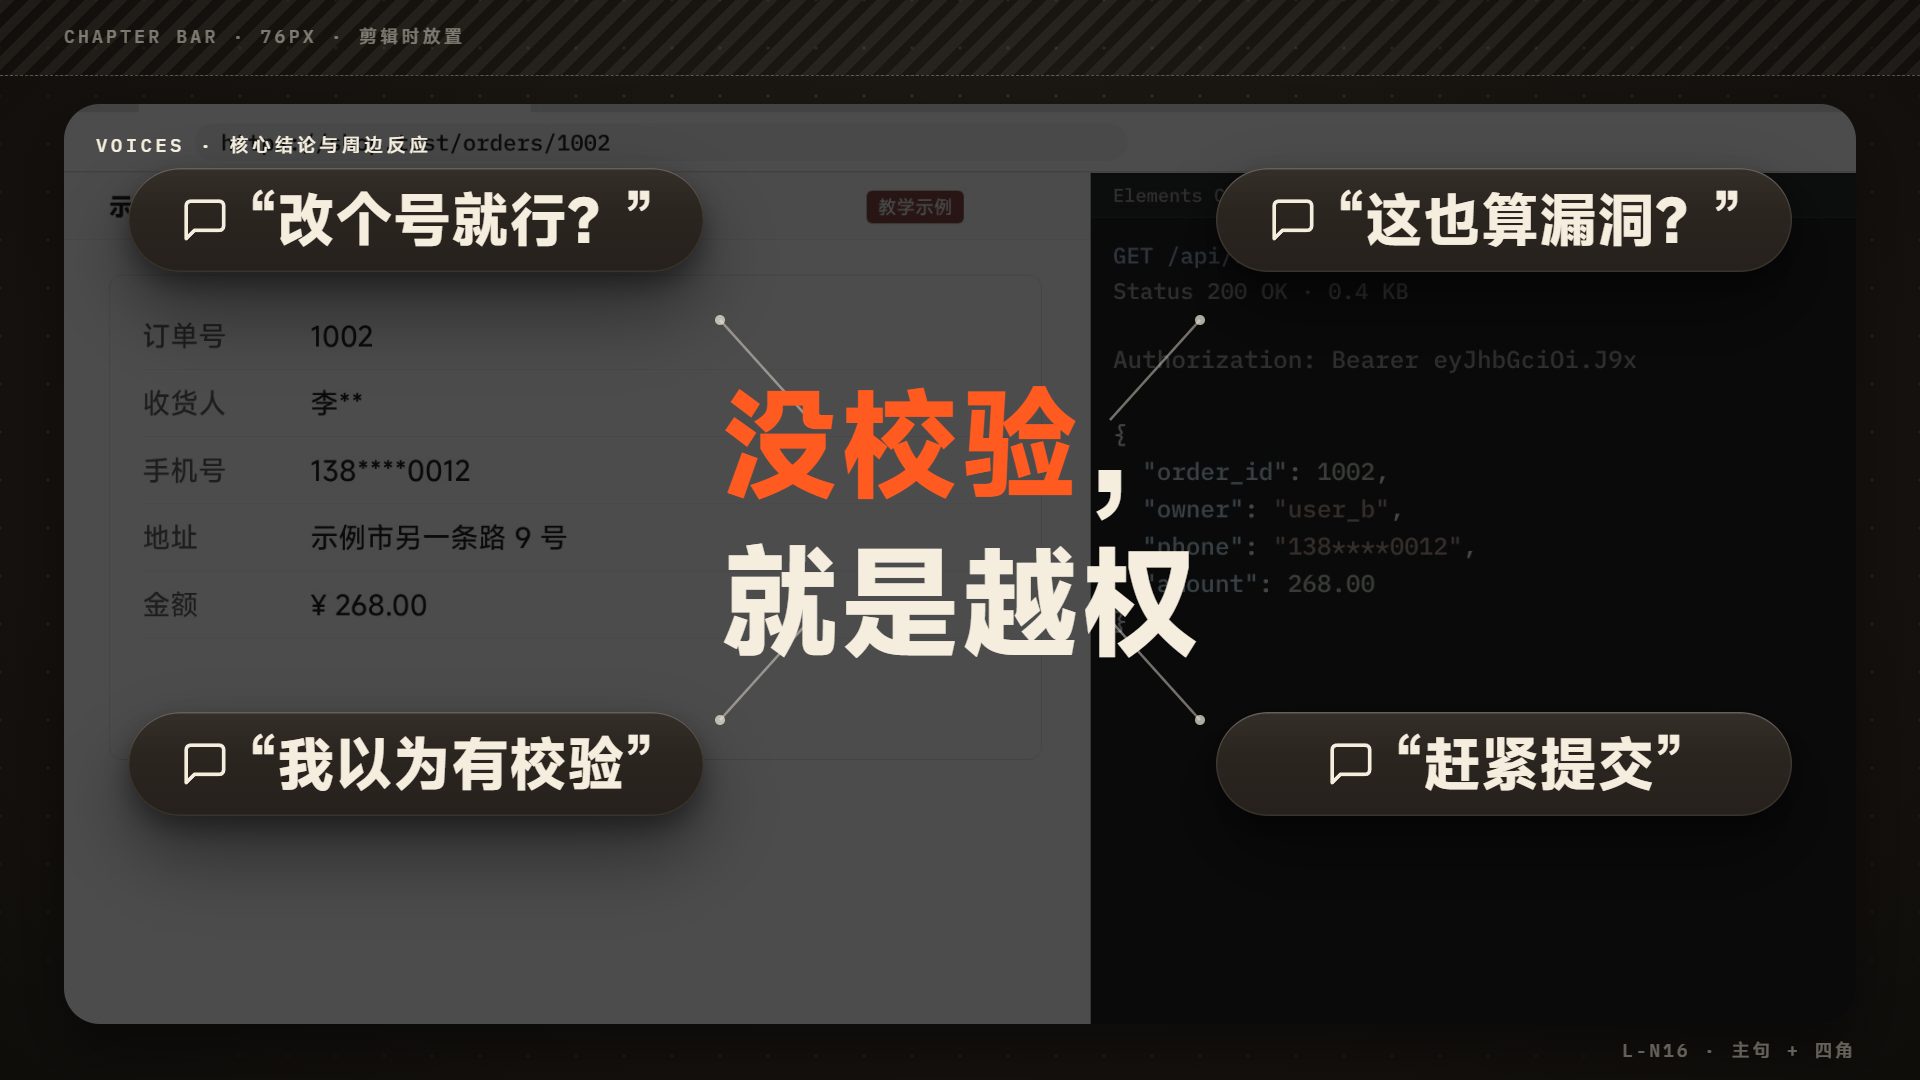 CHAPTER BAR · 76PX · 剪辑时放置
VOICES · 核心结论与周边反应
st/orders/1002
“改个号就行？”
教学示例
Elements
“这也算漏洞？”
GET /api/
Status 200 OK · 0.4 KB
订单号 1002
收货人 李**
手机号 138****0012
地址 示例市另一条路 9 号
金额 ¥ 268.00
Authorization: Bearer eyJhbGciOi.J9x
{
"order_id": 1002,
"owner": "user_b",
"phone": "138****0012",
"amount": 268.00
没校验，
就是越权
“我以为有校验”
“赶紧提交”
L-N16 · 主句 + 四角